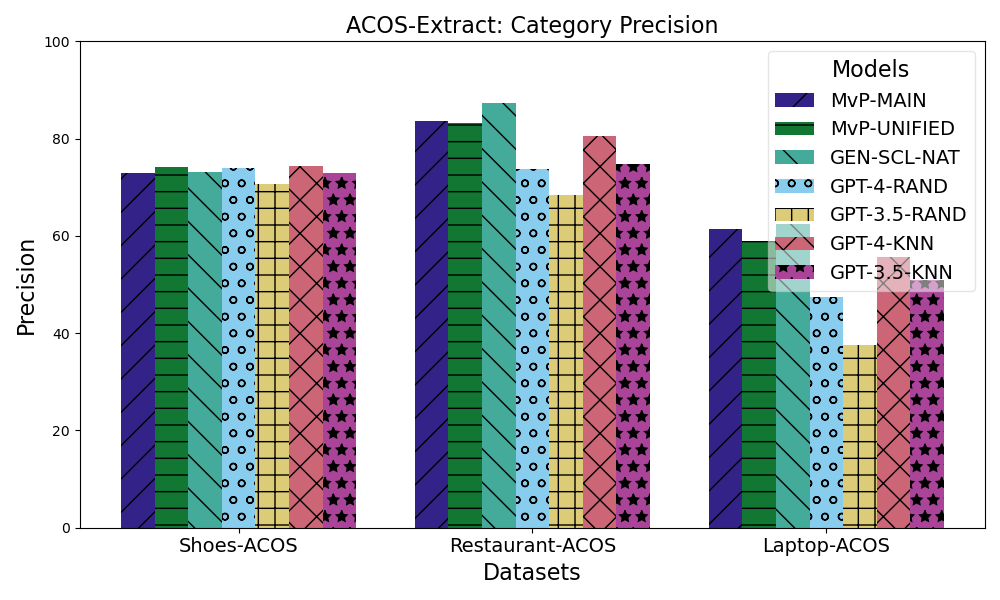 ACOS-Extract: Category Precision
Precision
100
80
60
40
20
0
Models
MvP-MAIN
MvP-UNIFIED
GEN-SCL-NAT
GPT-4-RAND
GPT-3.5-RAND
GPT-4-KNN
GPT-3.5-KNN
Shoes-ACOS
Restaurant-ACOS
Laptop-ACOS
Datasets